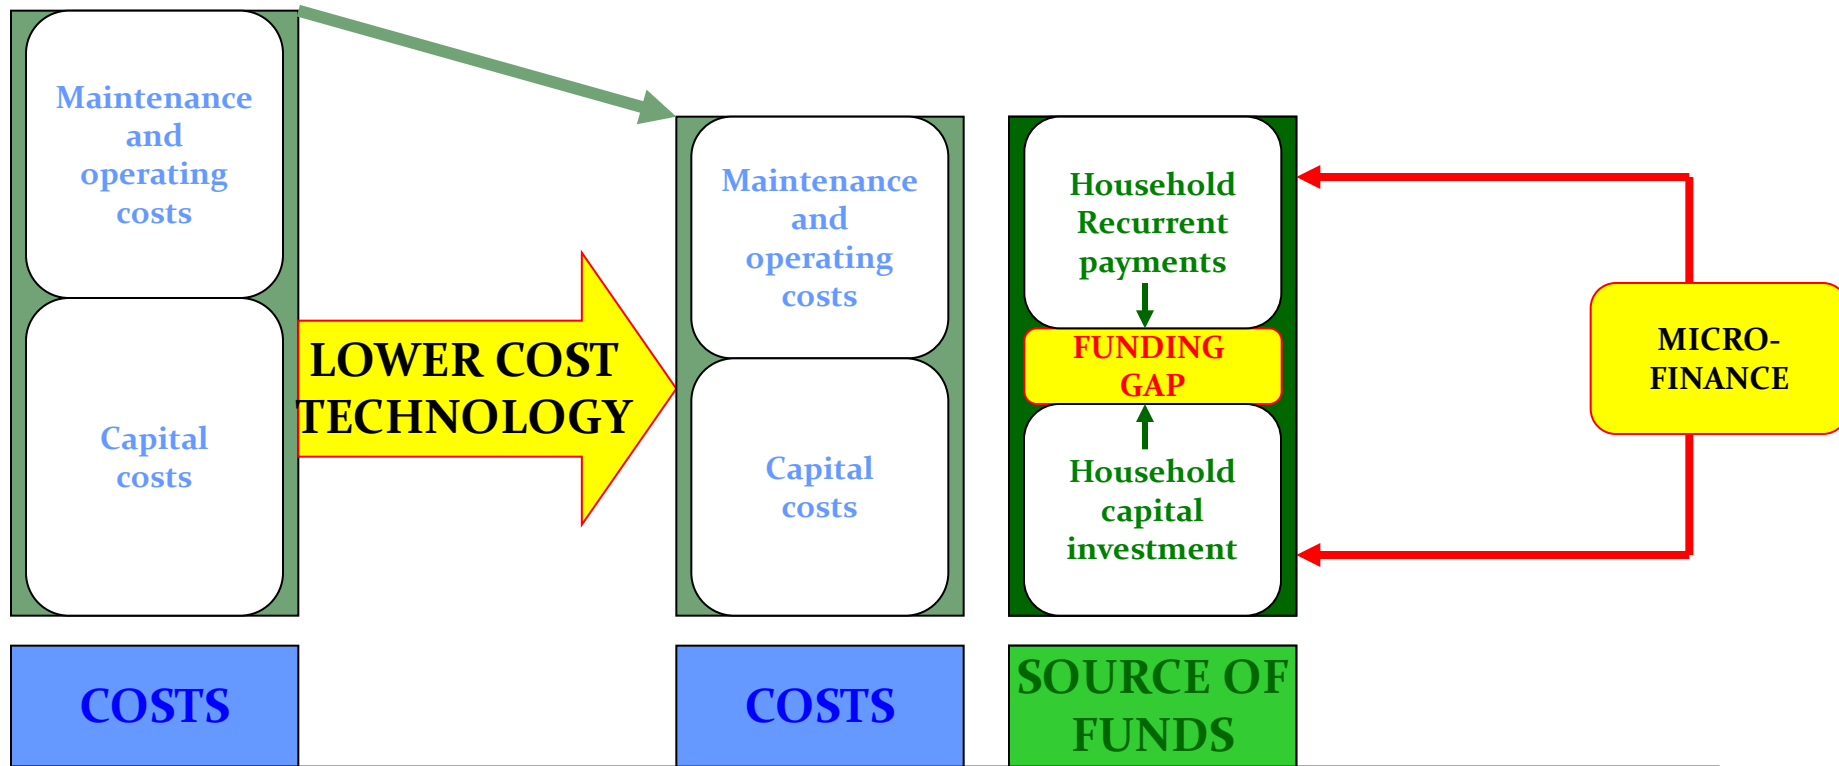 Maintenance
and
operating
costs
Capital
costs
COSTS
LOWER COST
TECHNOLOGY
Maintenance
and
operating
costs
Capital
costs
COSTS
Household
Recurrent
payments
FUNDING
GAP
Household
capital
investment
SOURCE OF
FUNDS
MICRO-
FINANCE